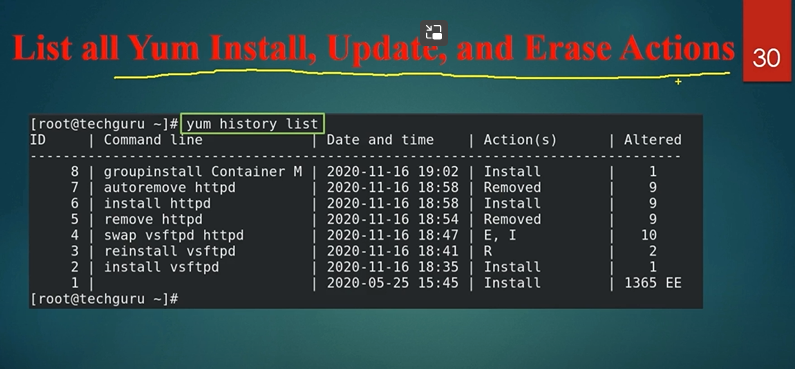 List all Yum Install, Update, and Erase Actions
30
[root@techguru ~]# yum history list
ID     | Command line             | Date and time    | Action(s)      | Altered
-------------------------------------------------------------------------------
     8 | groupinstall Container M | 2020-11-16 19:02 | Install        |    1
     7 | autoremove httpd         | 2020-11-16 18:58 | Removed        |    9
     6 | install httpd            | 2020-11-16 18:58 | Install        |    9
     5 | remove httpd             | 2020-11-16 18:54 | Removed        |    9
     4 | swap vsftpd httpd        | 2020-11-16 18:47 | E, I           |   10
     3 | reinstall vsftpd         | 2020-11-16 18:41 | R              |    2
     2 | install vsftpd           | 2020-11-16 18:35 | Install        |    1
     1 |                          | 2020-05-25 15:45 | Install        | 1365 EE
[root@techguru ~]#